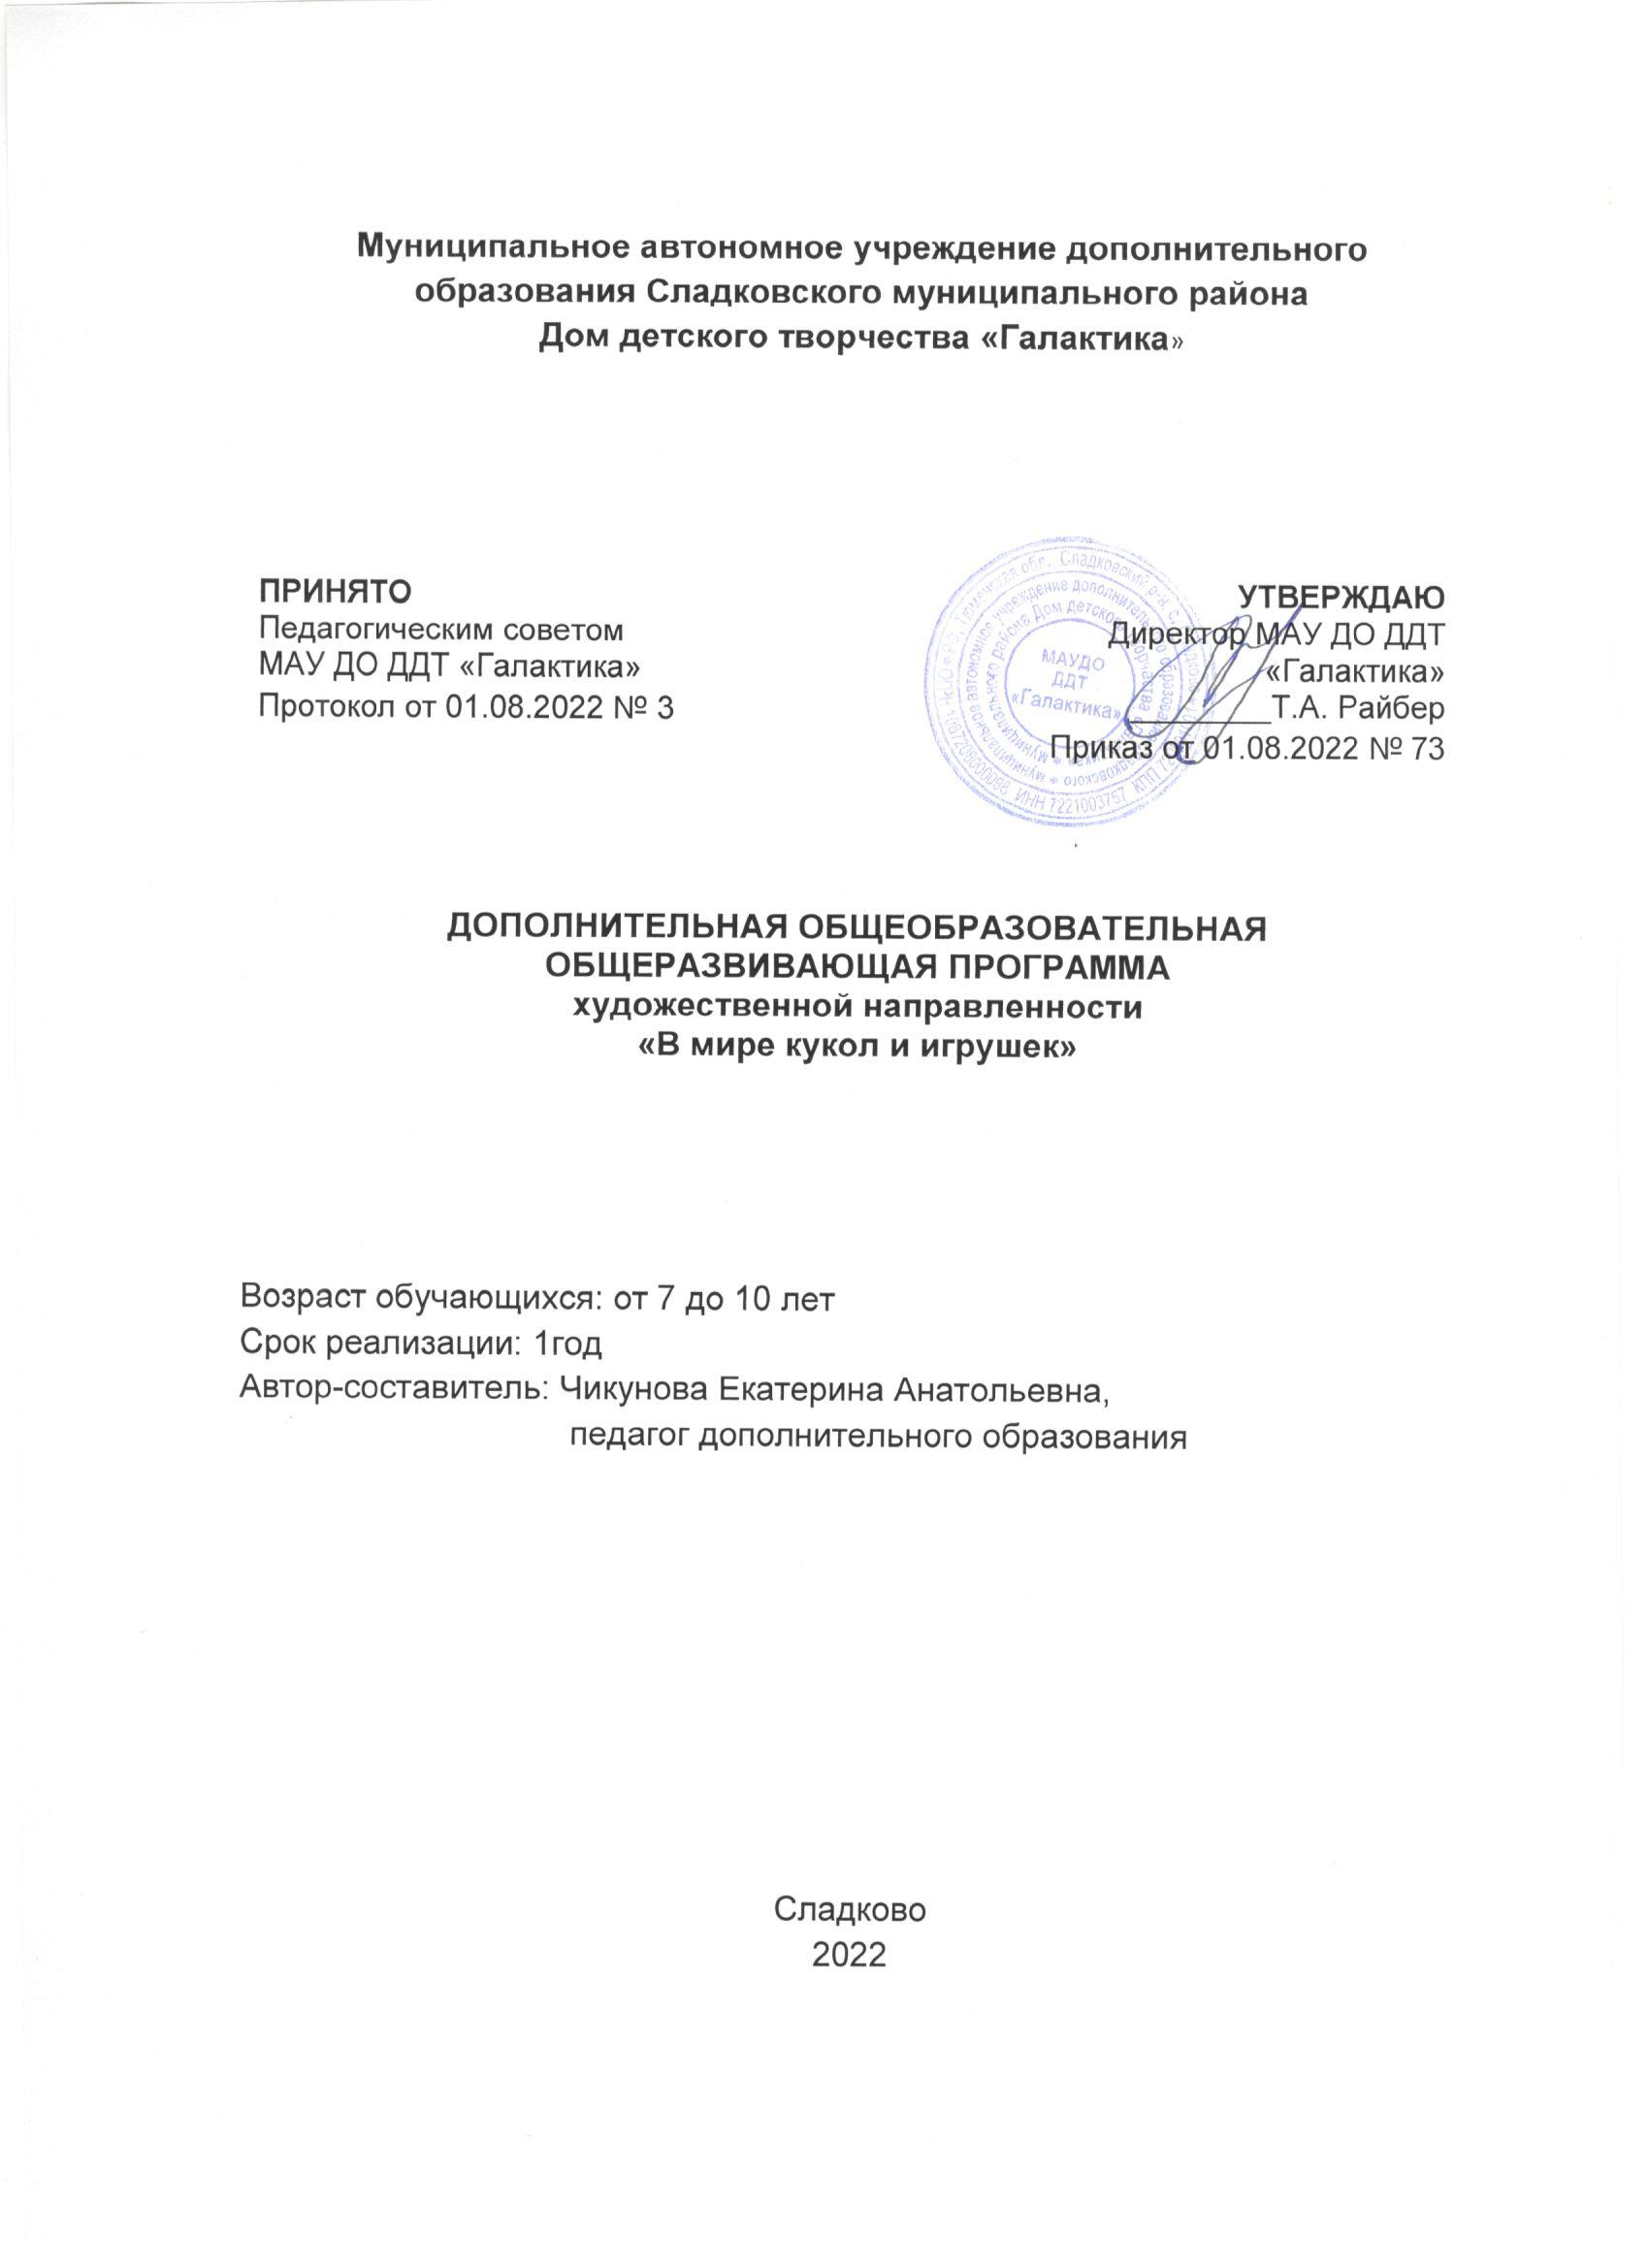 Муниципальное автономное учреждение дополнительного
образования Сладковского муниципального района
Дом детского творчества «Галактика»
ПРИНЯТО
Педагогическим советом
МАУ ДО ДДТ «Галактика»
Протокол от 01.08.2022 № 3
УТВЕРЖДАЮ
Директор МАУ ДО ДДТ
«Галактика»
Т.А. Райбер
Приказ от 01.08.2022 № 73
МАУДО
ДДТ
«Галактика»
ИНН 7221003757
ДОПОЛНИТЕЛЬНАЯ ОБЩЕОБРАЗОВАТЕЛЬНАЯ
ОБЩЕРАЗВИВАЮЩАЯ ПРОГРАММА
художественной направленности
«В мире кукол и игрушек»
Возраст обучающихся: от 7 до 10 лет
Срок реализации: 1год
Автор-составитель: Чикунова Екатерина Анатольевна,
педагог дополнительного образования
Сладково
2022